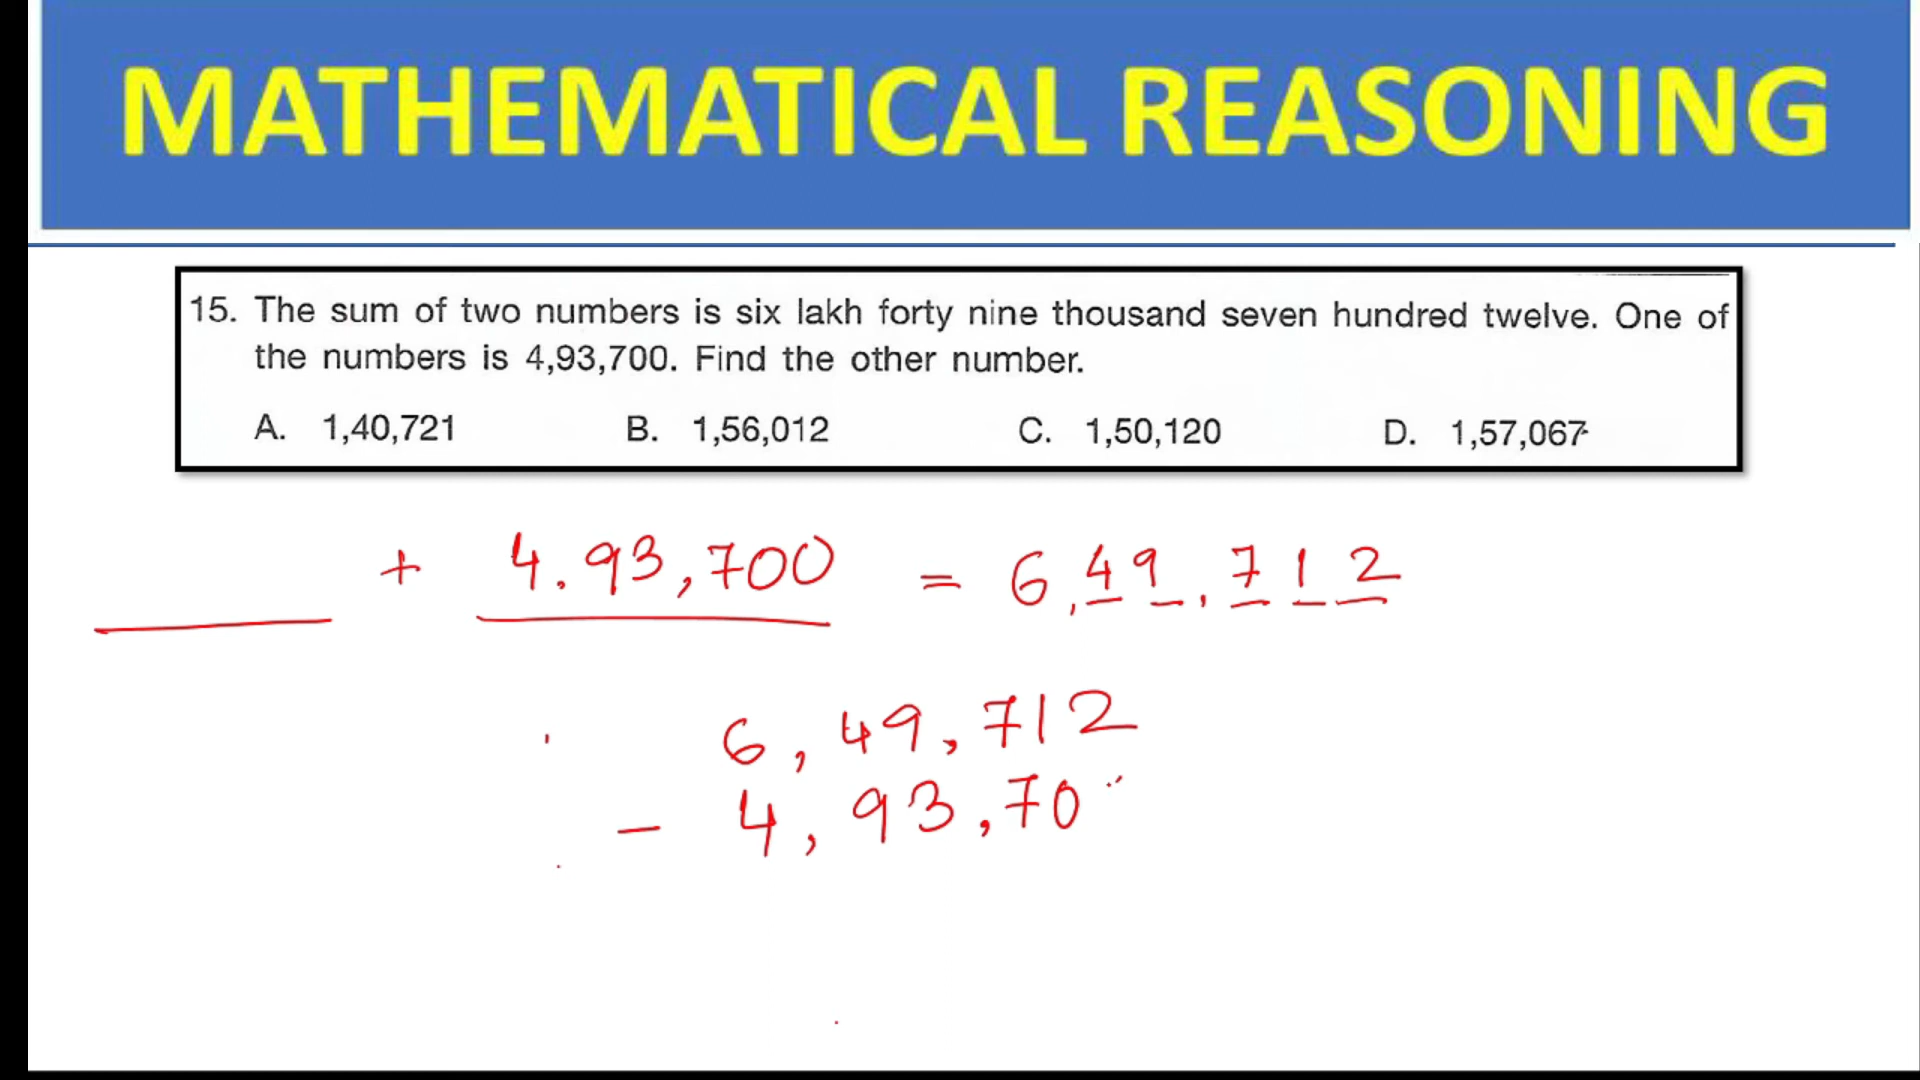 MATHEMATICAL REASONING
15. The sum of two numbers is six lakh forty nine thousand seven hundred twelve. One of
the numbers is 4,93,700. Find the other number.
A. 1,40,721 B. 1,56,012 C. 1,50,120 D. 1,57,067
+ 4.93,700 = 6,49,712
6,49,712
- 4,93,70